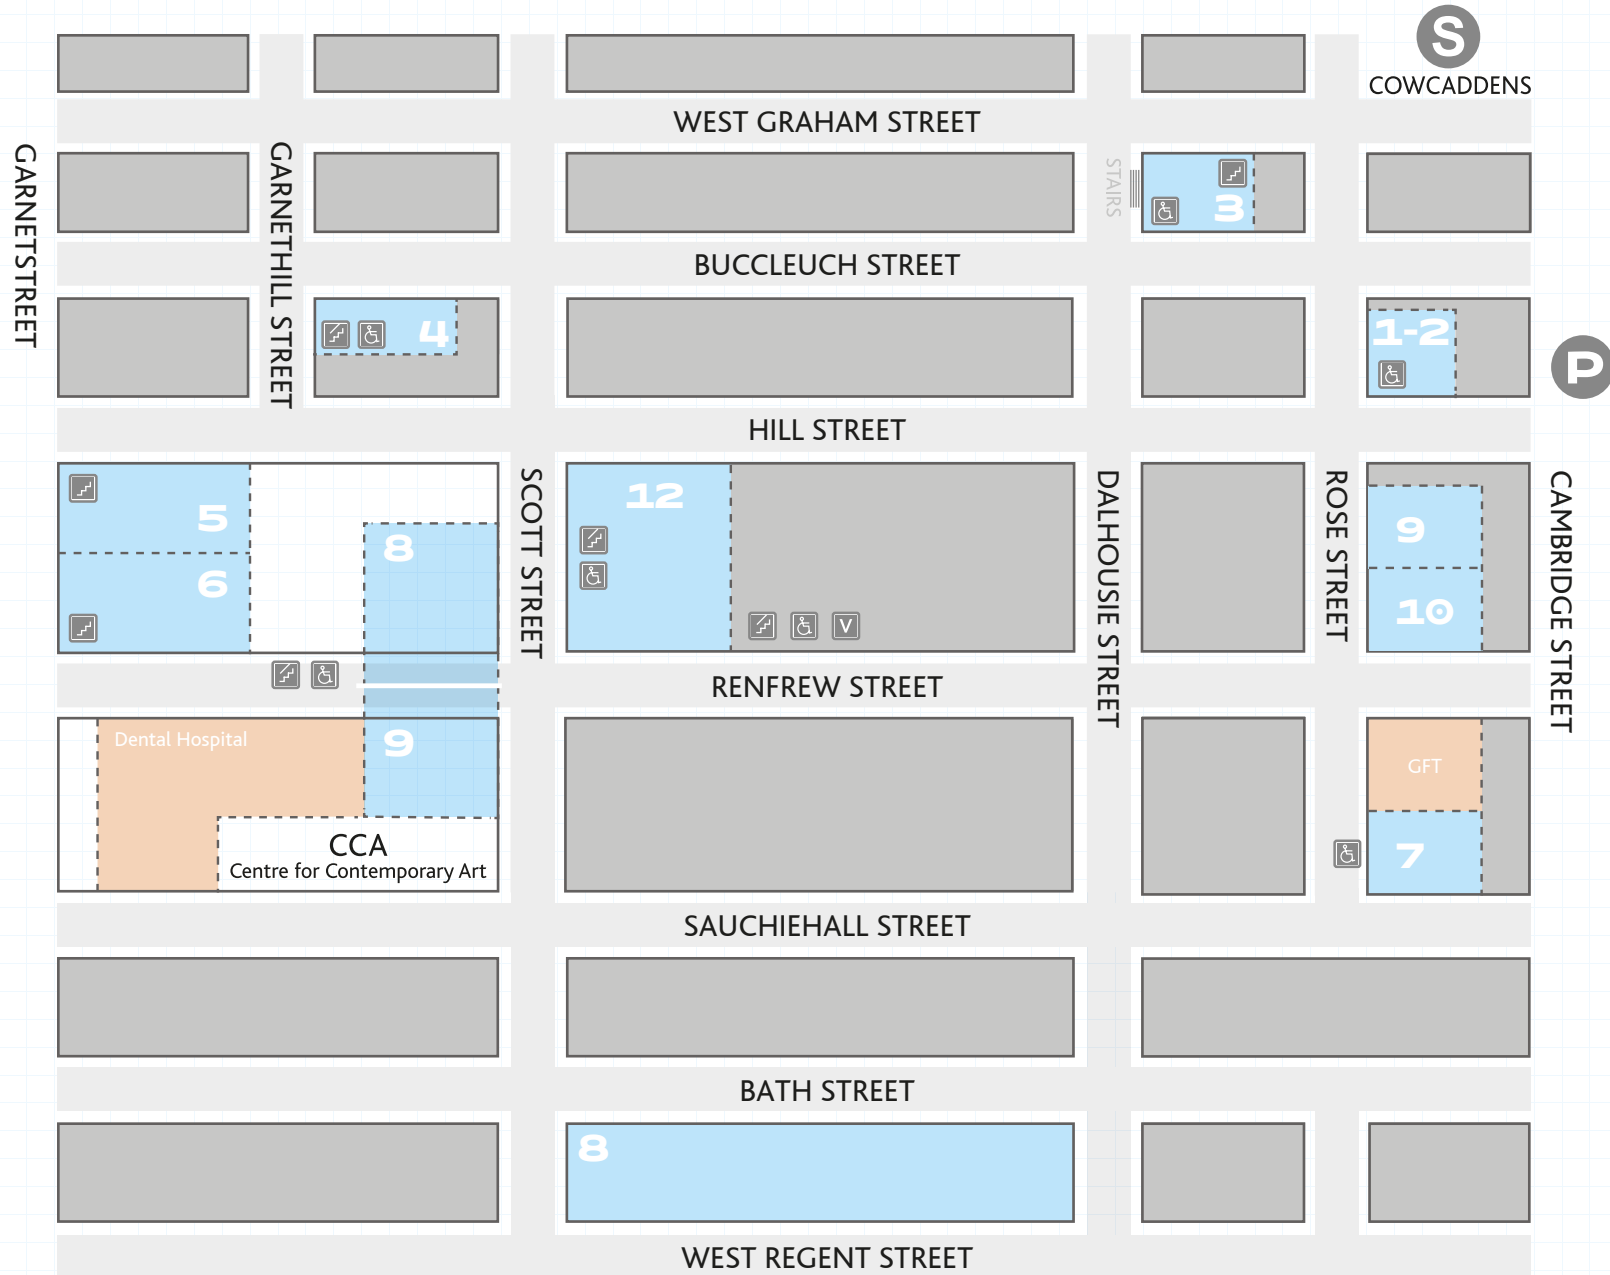 S
COWCADDENS
WEST GRAHAM STREET
GARNETSTREET
GARNETHILL STREET
STAIRS
3
BUCCLEUCH STREET
4
1-2
P
HILL STREET
5
6
8
SCOTT STREET
12
V
DALHOUSIE STREET
ROSE STREET
9
10
CAMBRIDGE STREET
RENFREW STREET
Dental Hospital
9
GFT
CCA
Centre for Contemporary Art
7
SAUCHIEHALL STREET
BATH STREET
8
WEST REGENT STREET